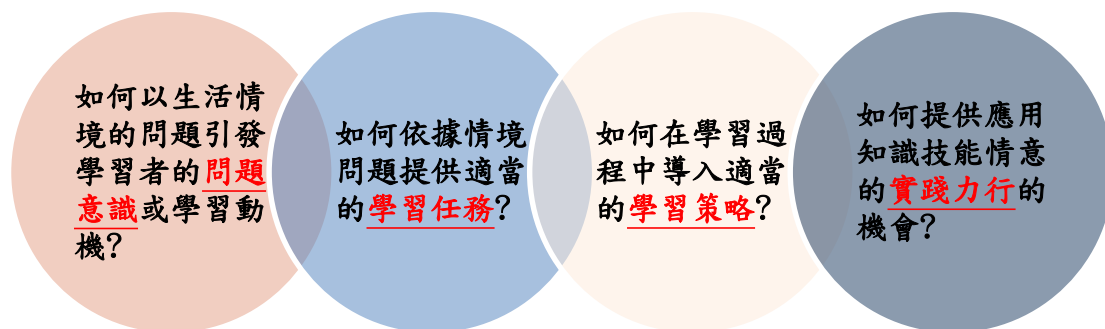 如何以生活情
境的問題引發
學習者的問題
意識或學習動
機?
如何依據情境
問題提供適當
的學習任務?
如何在學習過
程中導入適當
的學習策略?
如何提供應用
知識技能情意
的實踐力行的
機會?